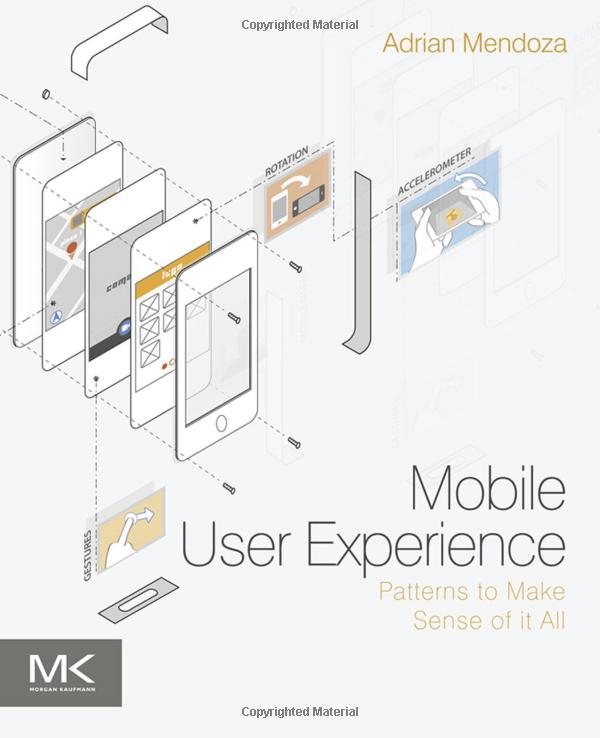 Copyrighted Material
Adrian Mendoza
ROTATION
ACCELEROMETER
logo
GESTURES
Mobile
User Experience
Patterns to Make
Sense of it All
MK
MORGAN KAUFMANN
Copyrighted Material